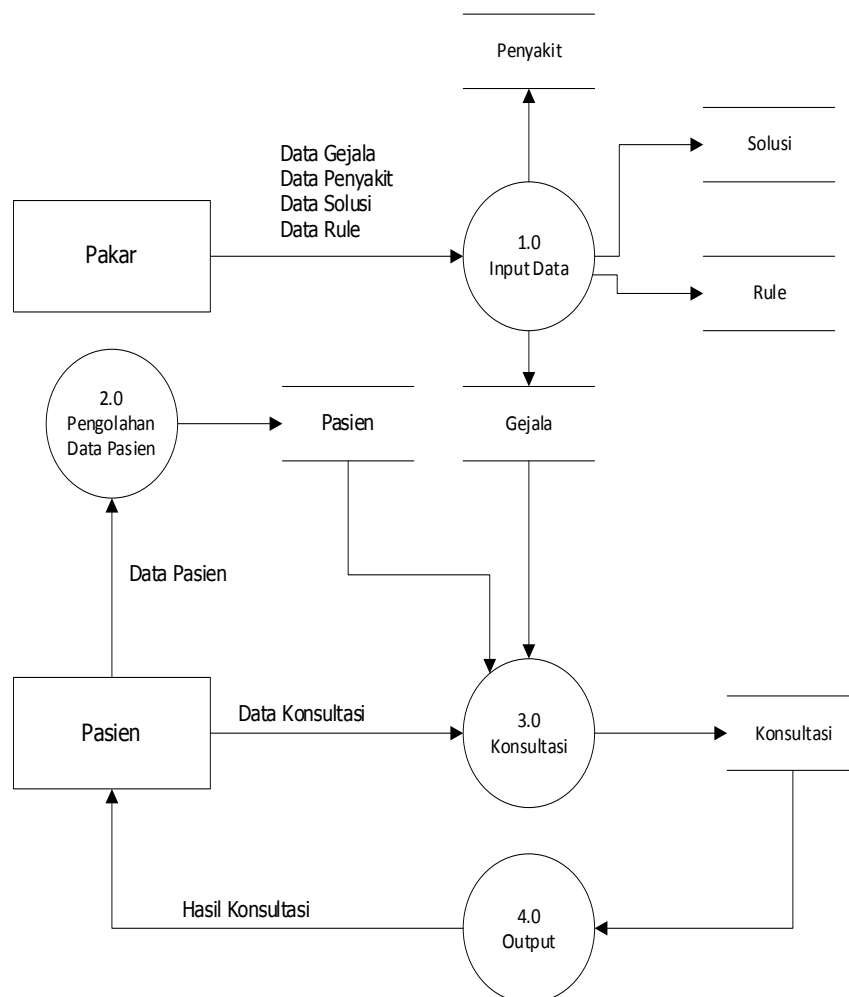 Penyakit
Data Gejala
Data Penyakit
Data Solusi
Data Rule
Solusi
Pakar
1.0
Input Data
Rule
2.0
Pengolahan
Data Pasien
Pasien
Gejala
Data Pasien
Pasien
Data Konsultasi
3.0
Konsultasi
Konsultasi
Hasil Konsultasi
4.0
Output